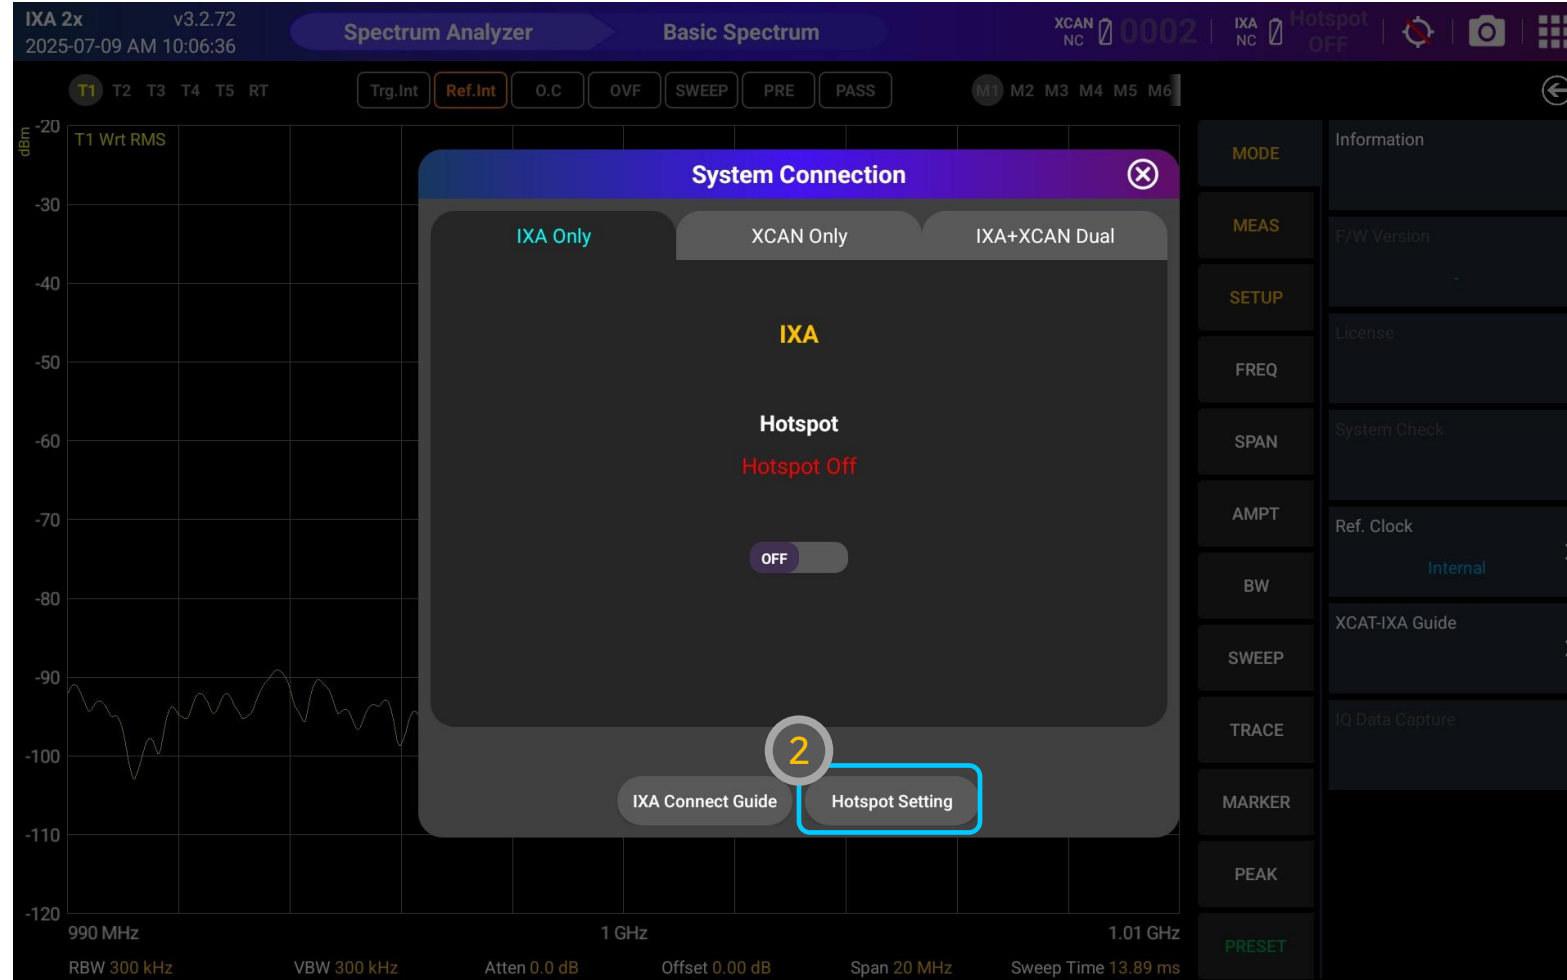 IXA 2x v3.2.72
2025-07-09 AM 10:06:36
Spectrum Analyzer
Basic Spectrum
XCAN
NC
0002
IXA
NC
Hotspot
OFF
T1 T2 T3 T4 T5 RT
Trg.Int Ref.Int O.C OVF SWEEP PRE PASS
M1 M2 M3 M4 M5 M6
dBm
-20
-30
-40
-50
-60
-70
-80
-90
-100
-110
-120
T1 Wrt RMS
System Connection
IXA Only
XCAN Only
IXA+XCAN Dual
IXA
Hotspot
Hotspot Off
OFF
2
IXA Connect Guide
Hotspot Setting
990 MHz
1 GHz
1.01 GHz
RBW 300 kHz
VBW 300 kHz
Atten 0.0 dB
Offset 0.00 dB
Span 20 MHz
Sweep Time 13.89 ms
MODE
MEAS
SETUP
FREQ
SPAN
AMPT
BW
SWEEP
TRACE
MARKER
PEAK
PRESET
Information
F/W Version
-
License
System Check
Ref. Clock
Internal
XCAT-IXA Guide
IQ Data Capture